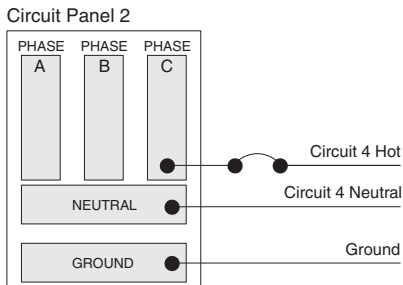 Circuit Panel 2
PHASE PHASE PHASE
A B C
Circuit 4 Hot
Circuit 4 Neutral
NEUTRAL
Ground
GROUND